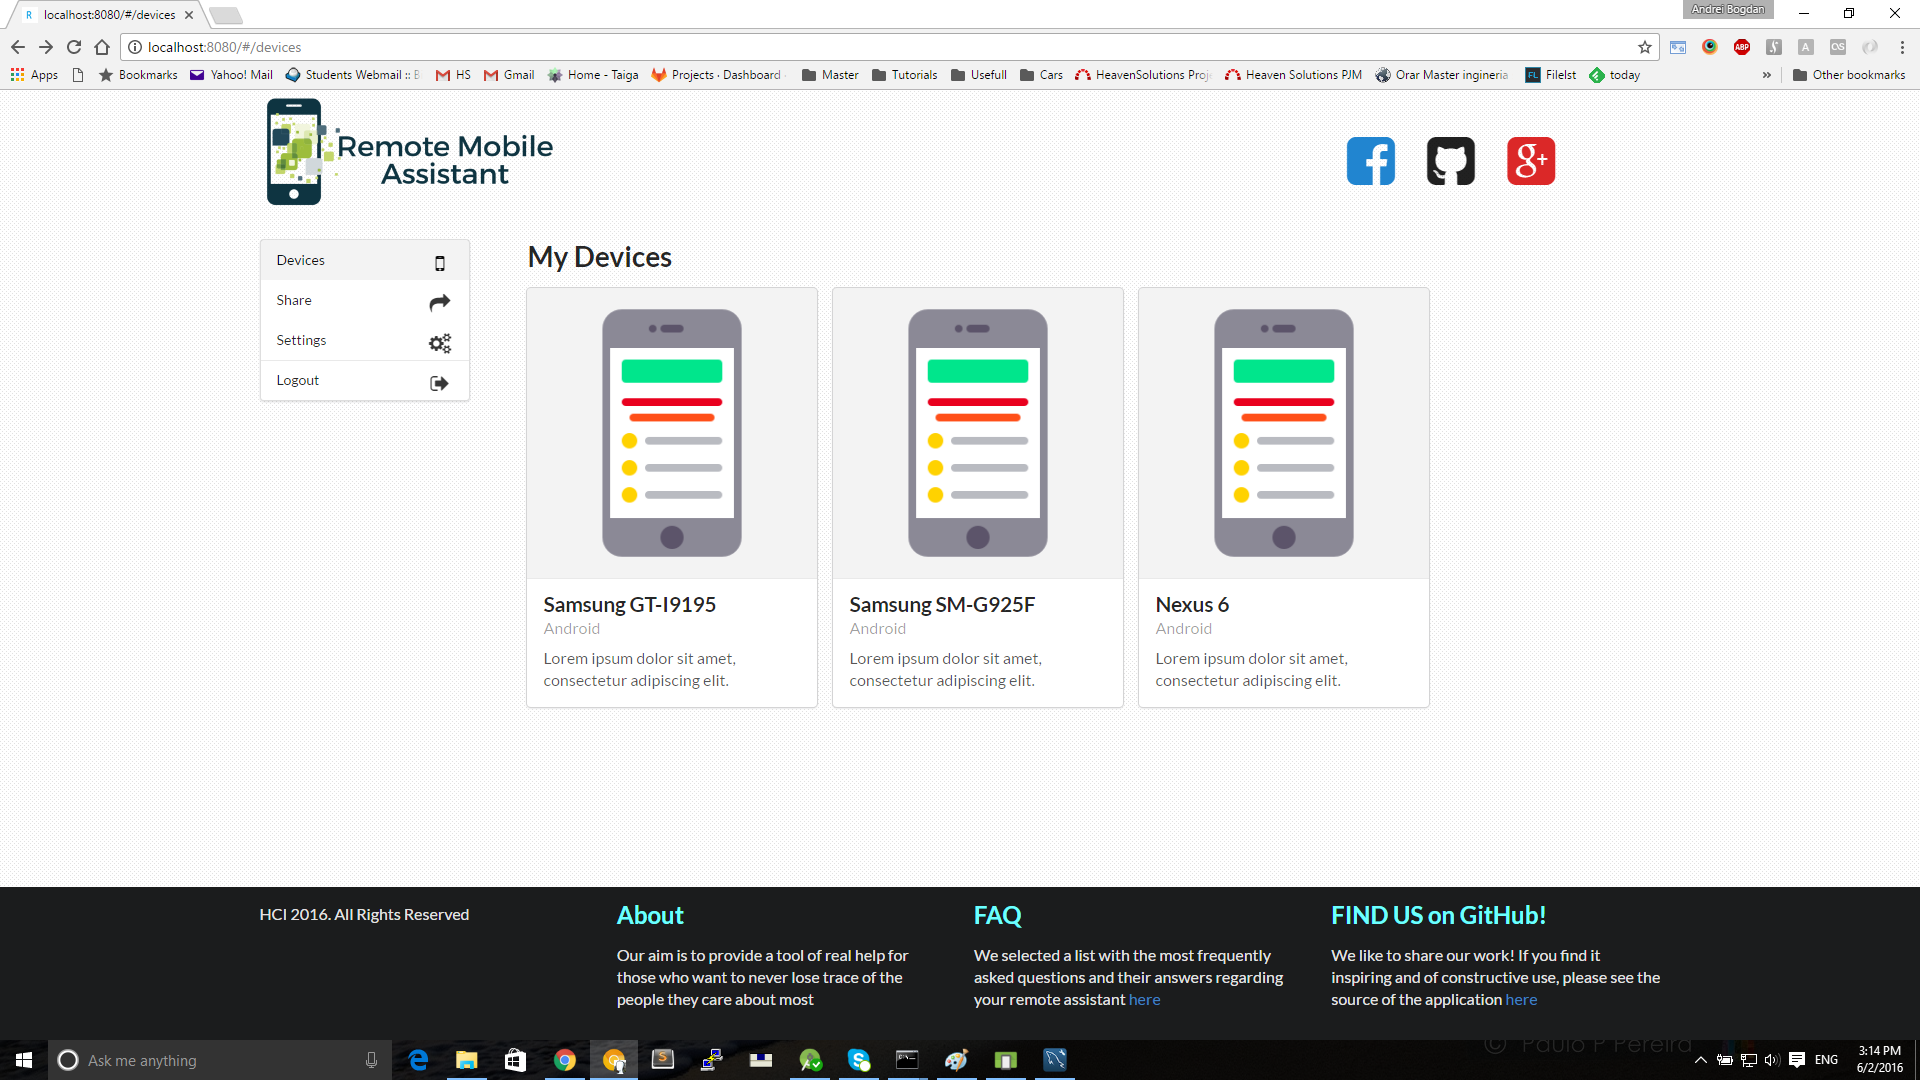 localhost:8080/#/devices
Andrei Bogdan
localhost:8080/#/devices
Apps
Bookmarks
Yahoo! Mail
Students Webmail :: B
HS
Gmail
Home - Taiga
Projects · Dashboard
Master
Tutorials
Usefull
Cars
HeavenSolutions Proje
Heaven Solutions PJM
Orar Master ingineria
Filelst
today
Other bookmarks
Remote Mobile
Assistant
Devices
Share
Settings
Logout
My Devices
Samsung GT-I9195
Android
Lorem ipsum dolor sit amet,
consectetur adipiscing elit.
Samsung SM-G925F
Android
Lorem ipsum dolor sit amet,
consectetur adipiscing elit.
Nexus 6
Android
Lorem ipsum dolor sit amet,
consectetur adipiscing elit.
HCI 2016. All Rights Reserved
About
Our aim is to provide a tool of real help for
those who want to never lose trace of the
people they care about most
FAQ
We selected a list with the most frequently
asked questions and their answers regarding
your remote assistant here
FIND US on GitHub!
We like to share our work! If you find it
inspiring and of constructive use, please see the
source of the application here
Ask me anything
© Paulo P Pereira
ENG
3:14 PM
6/2/2016